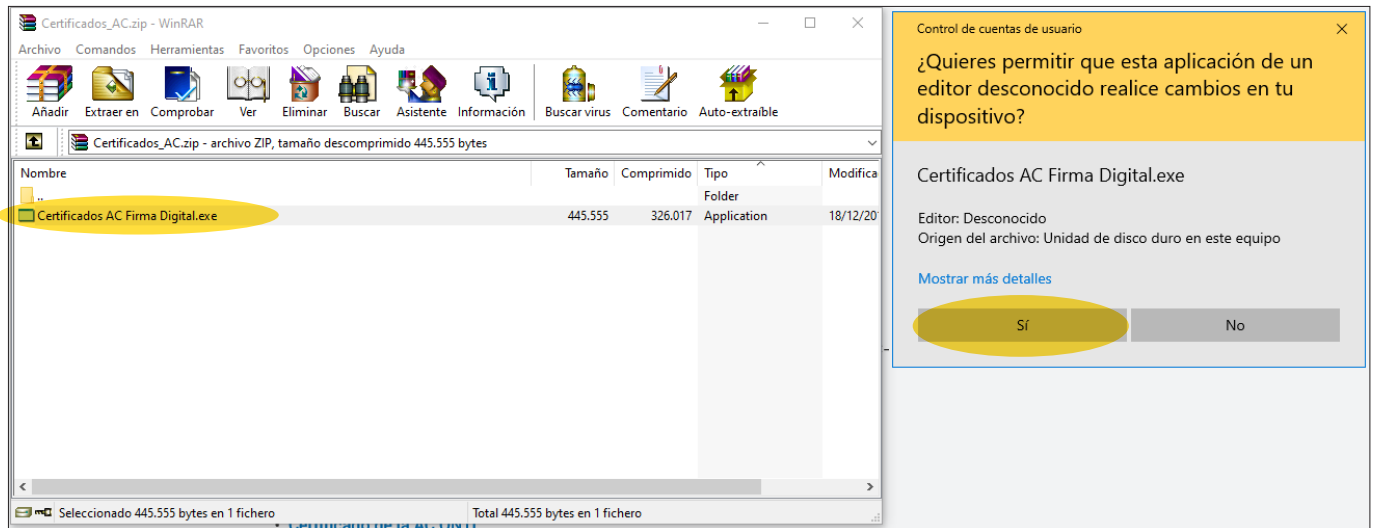 Certificados_AC.zip - WinRAR
Archivo Comandos Herramientas Favoritos Opciones Ayuda
Añadir Extraer en Comprobar Ver Eliminar Buscar Asistente Información Buscar virus Comentario Auto-extraíble
Certificados_AC.zip - archivo ZIP, tamaño descomprimido 445.555 bytes
Nombre Tamaño Comprimido Tipo Modifica
.. Folder
Certificados AC Firma Digital.exe 445.555 326.017 Application 18/12/20
Seleccionado 445.555 bytes en 1 fichero Total 445.555 bytes en 1 fichero
Control de cuentas de usuario
¿Quieres permitir que esta aplicación de un
editor desconocido realice cambios en tu
dispositivo?
Certificados AC Firma Digital.exe
Editor: Desconocido
Origen del archivo: Unidad de disco duro en este equipo
Mostrar más detalles
Sí No